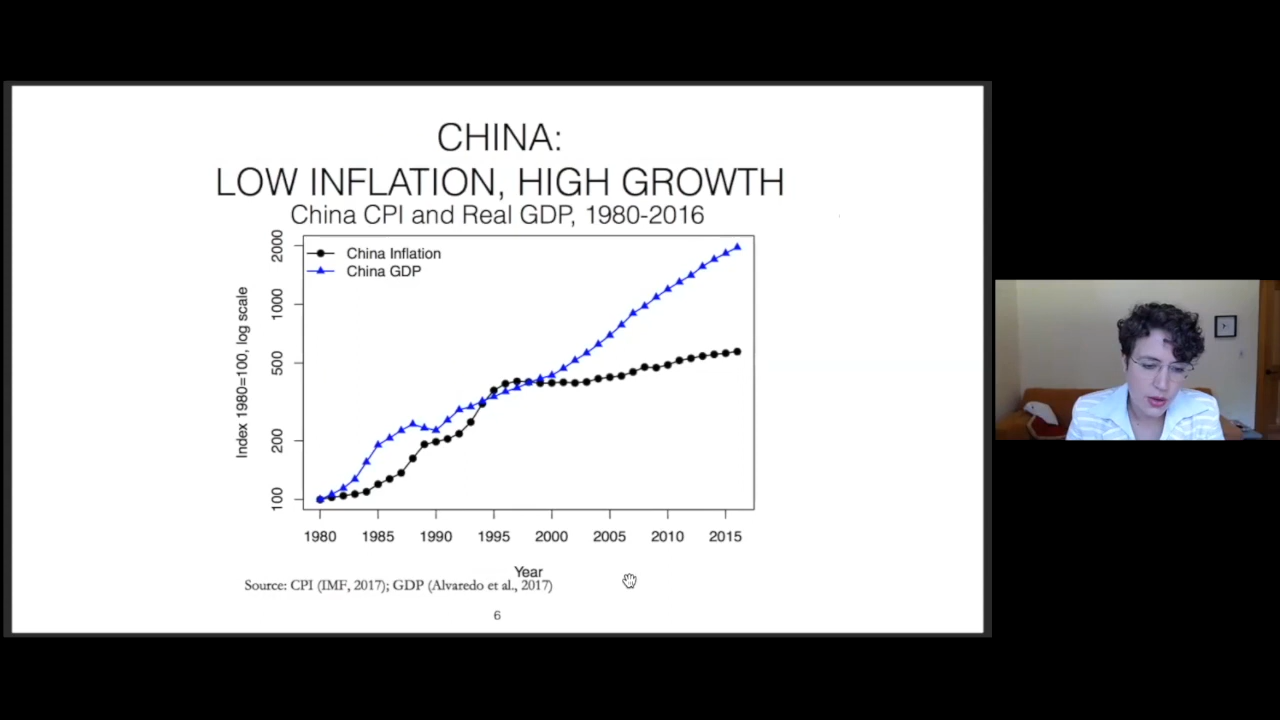 CHINA:
LOW INFLATION, HIGH GROWTH
China CPI and Real GDP, 1980-2016
China Inflation
China GDP
Index 1980=100, log scale
2000
1000
500
200
100
1980 1985 1990 1995 2000 2005 2010 2015
Year
Source: CPI (IMF, 2017); GDP (Alvaredo et al., 2017)
6